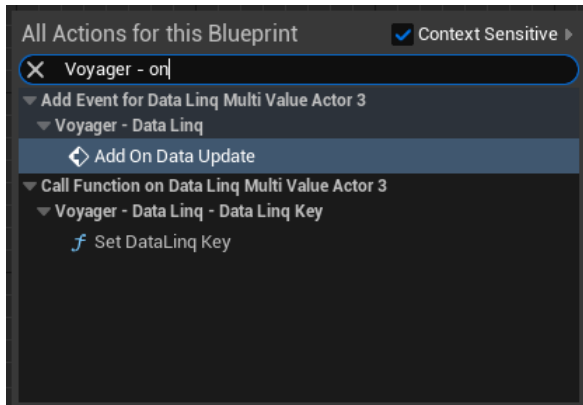 All Actions for this Blueprint Context Sensitive
Voyager - on
Add Event for Data Linq Multi Value Actor 3
Voyager - Data Linq
Add On Data Update
Call Function on Data Linq Multi Value Actor 3
Voyager - Data Linq - Data Linq Key
f Set DataLinq Key